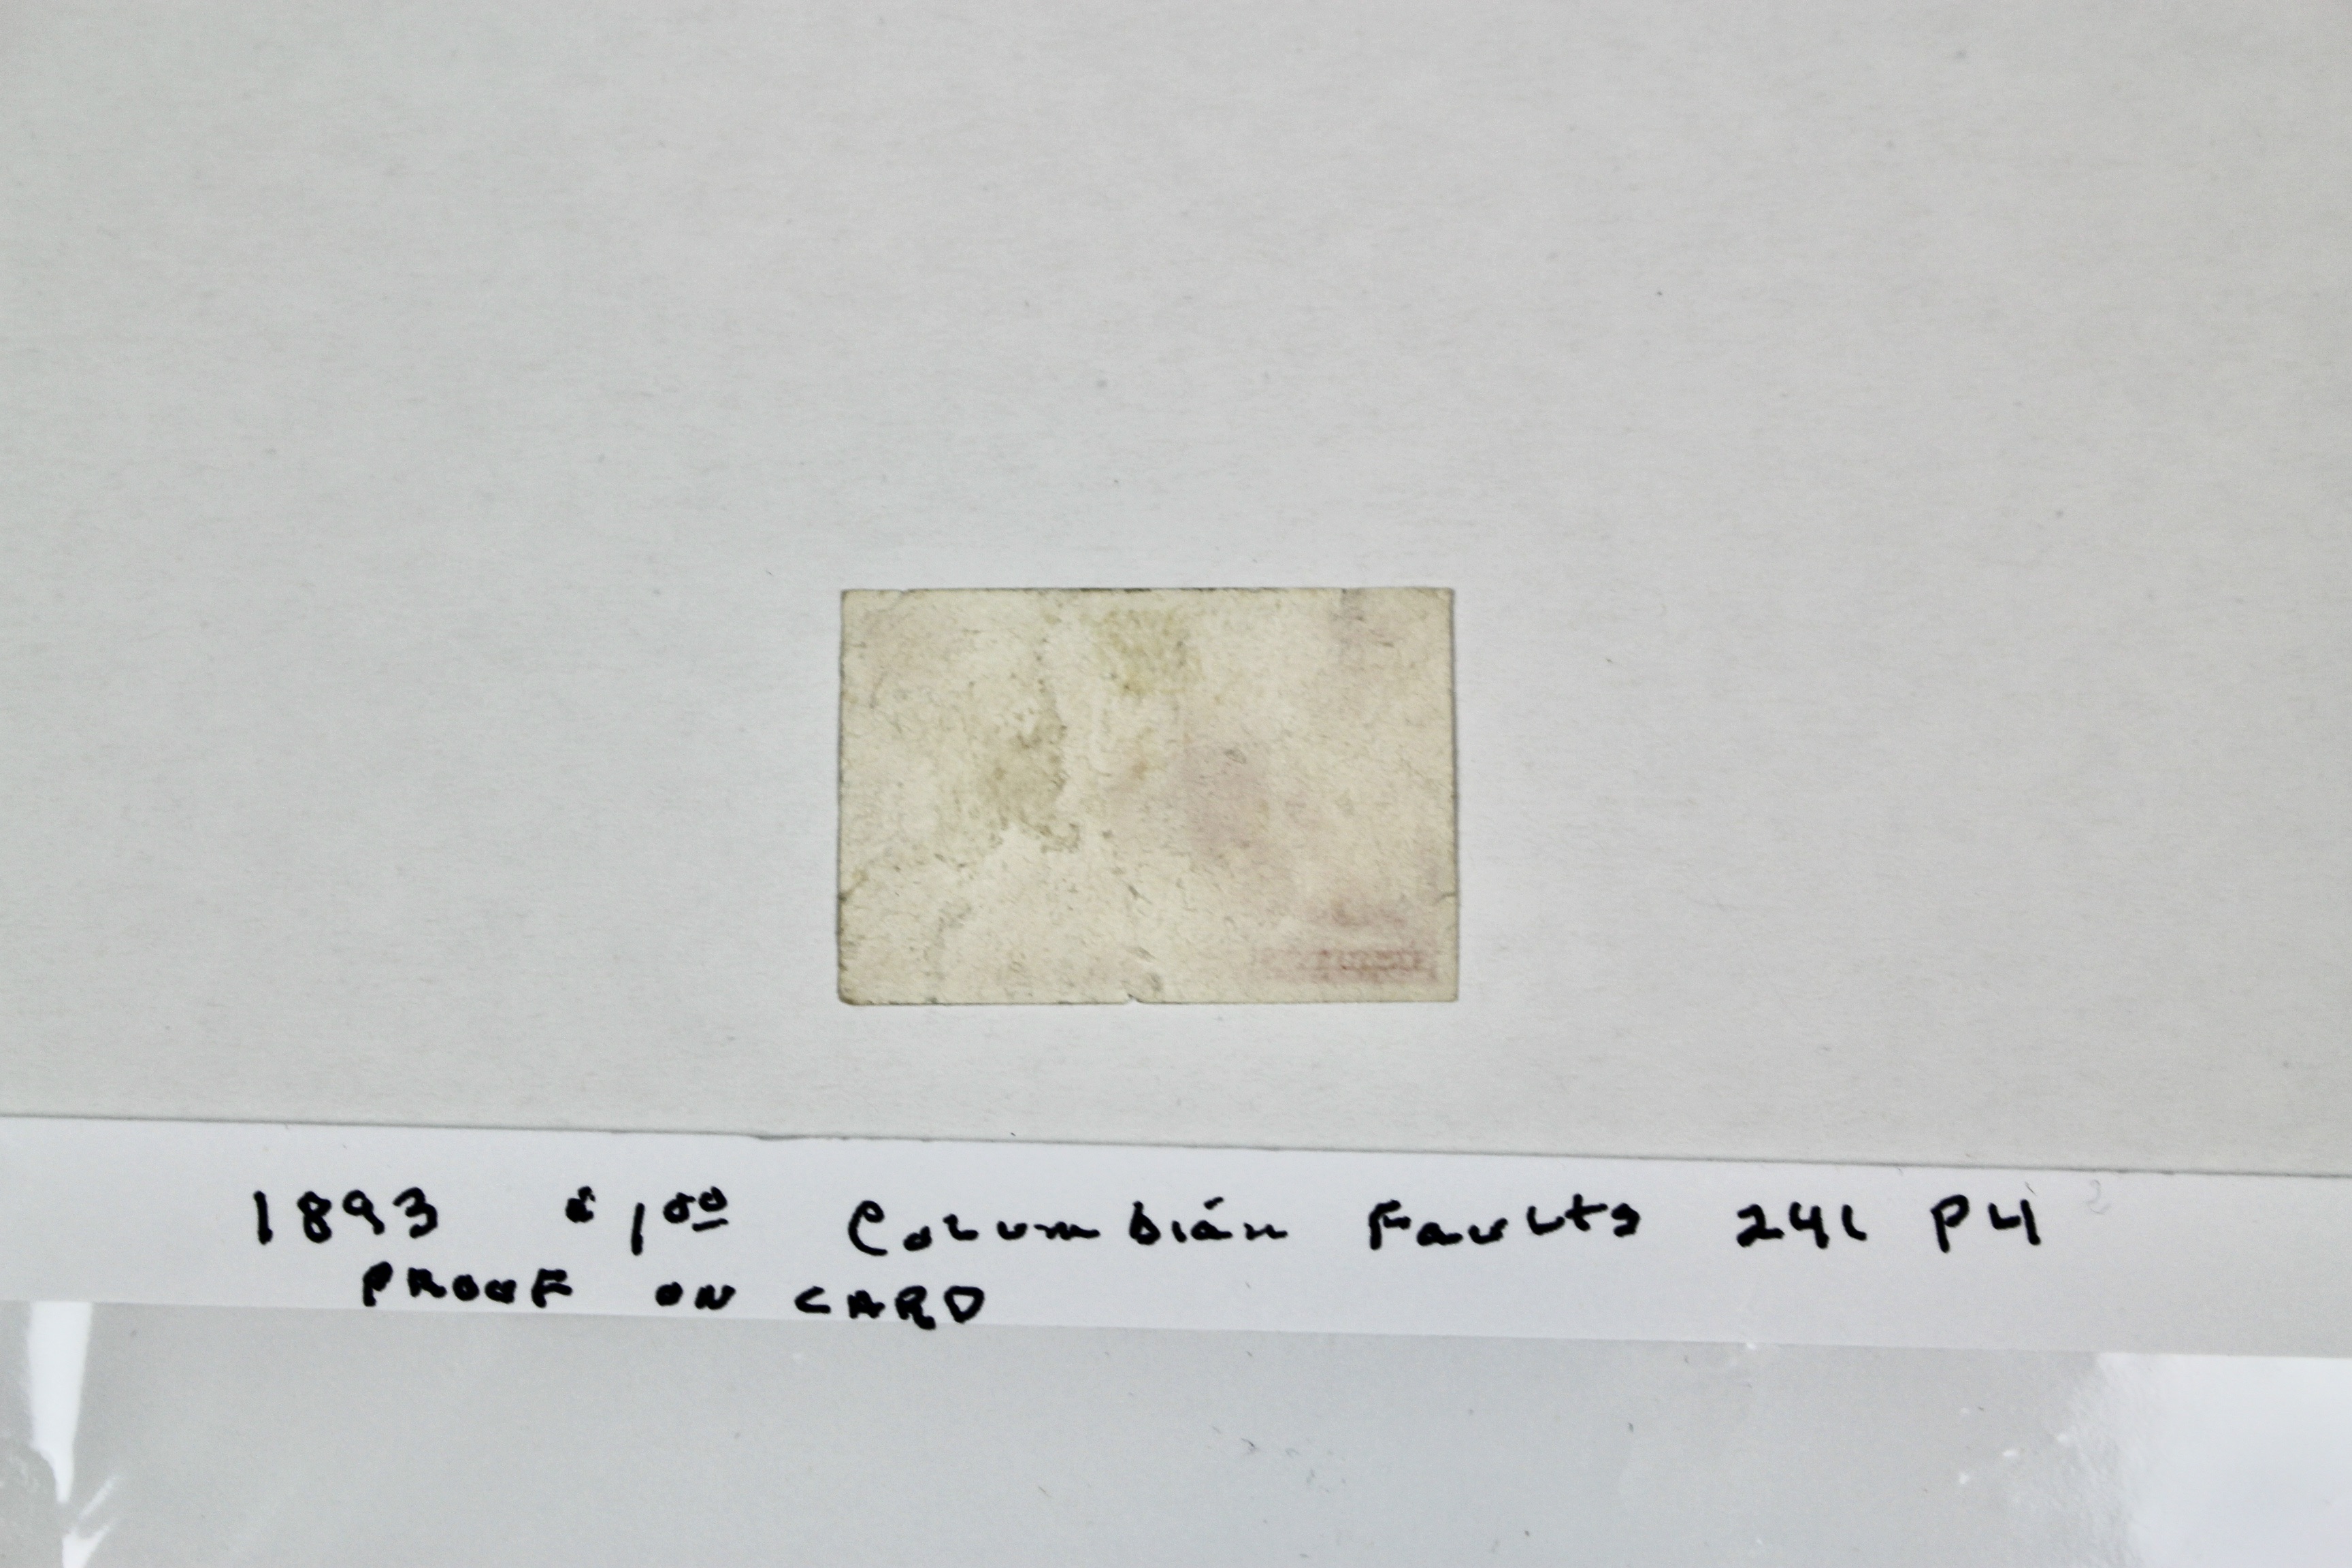 1893 $1.00 Columbian Faults 241 P4
PROOF ON CARD